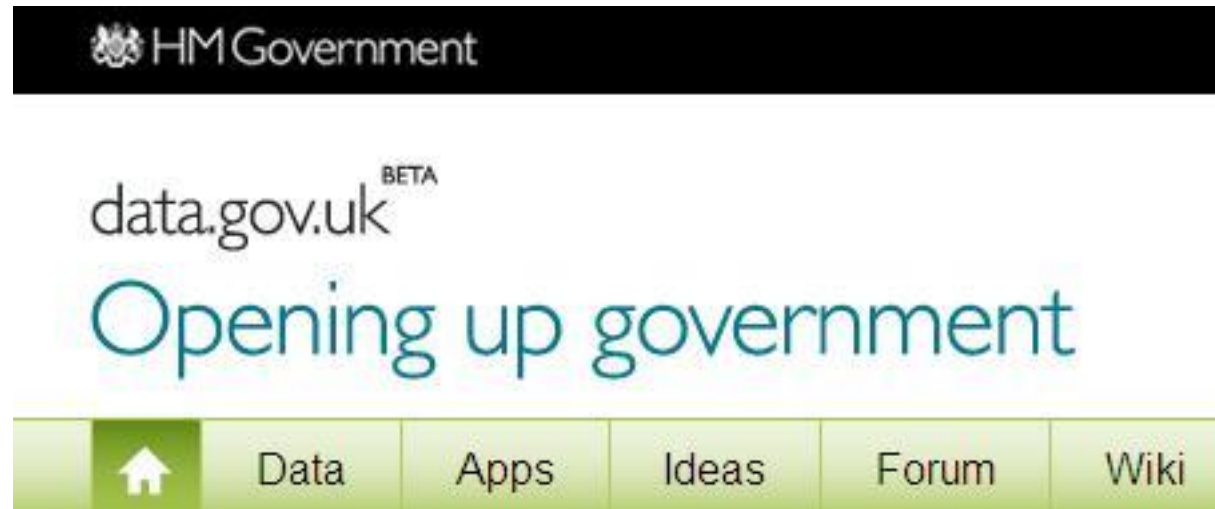 HM Government
data.gov.uk BETA
Opening up government
Data Apps Ideas Forum Wiki